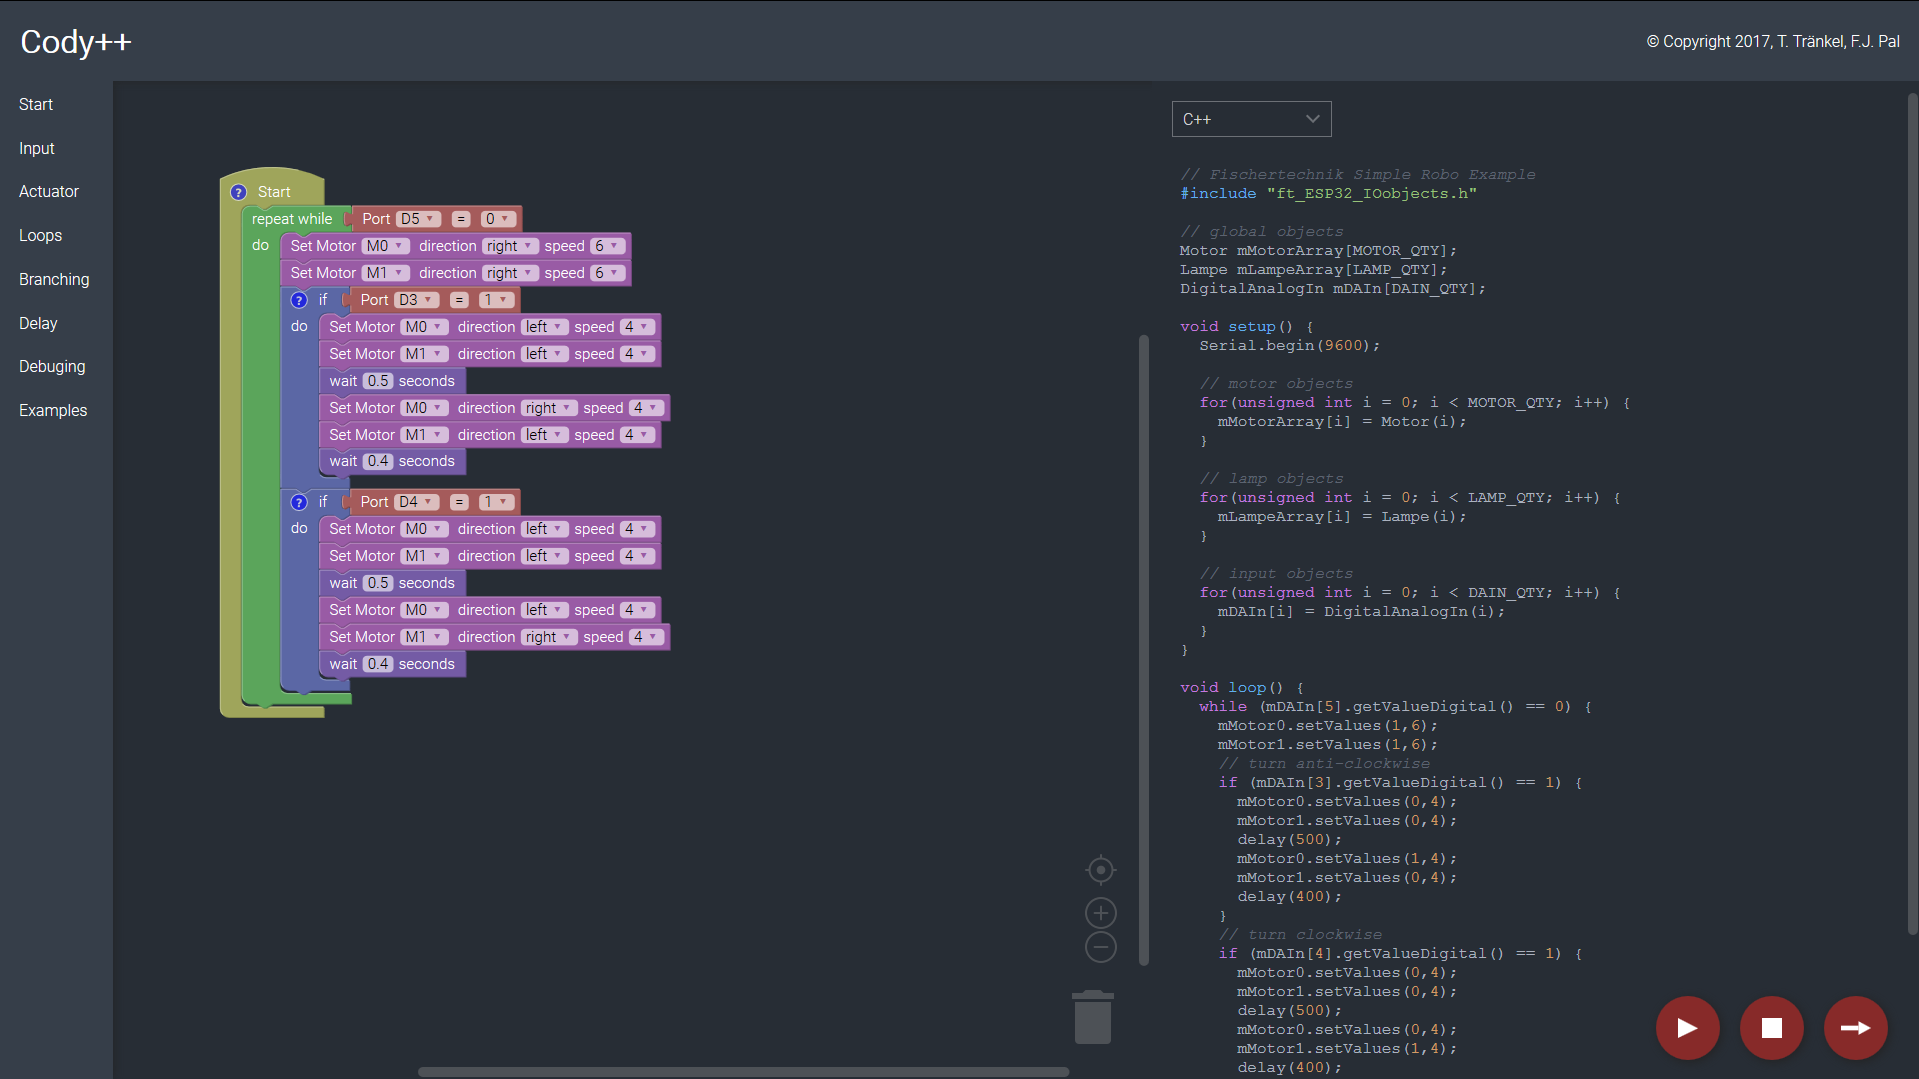 Cody++
© Copyright 2017, T. Tränkel, F.J. Pal
Start
Input
Actuator
Loops
Branching
Delay
Debuging
Examples
? Start
repeat while Port D5 = 0
do Set Motor M0 direction right speed 6
Set Motor M1 direction right speed 6
? if Port D3 = 1
do Set Motor M0 direction left speed 4
Set Motor M1 direction left speed 4
wait 0.5 seconds
Set Motor M0 direction right speed 4
Set Motor M1 direction left speed 4
wait 0.4 seconds
? if Port D4 = 1
do Set Motor M0 direction left speed 4
Set Motor M1 direction left speed 4
wait 0.5 seconds
Set Motor M0 direction left speed 4
Set Motor M1 direction right speed 4
wait 0.4 seconds
C++
// Fischertechnik Simple Robo Example
#include "ft_ESP32_IOobjects.h"
// global objects
Motor mMotorArray[MOTOR_QTY];
Lampe mLampeArray[LAMP_QTY];
DigitalAnalogIn mDAIn[DAIN_QTY];
void setup() {
Serial.begin(9600);
// motor objects
for(unsigned int i = 0; i < MOTOR_QTY; i++) {
mMotorArray[i] = Motor(i);
}
// lamp objects
for(unsigned int i = 0; i < LAMP_QTY; i++) {
mLampeArray[i] = Lampe(i);
}
// input objects
for(unsigned int i = 0; i < DAIN_QTY; i++) {
mDAIn[i] = DigitalAnalogIn(i);
}
}
void loop() {
while (mDAIn[5].getValueDigital() == 0) {
mMotor0.setValues(1,6);
mMotor1.setValues(1,6);
// turn anti-clockwise
if (mDAIn[3].getValueDigital() == 1) {
mMotor0.setValues(0,4);
mMotor1.setValues(0,4);
delay(500);
mMotor0.setValues(1,4);
mMotor1.setValues(0,4);
delay(400);
}
// turn clockwise
if (mDAIn[4].getValueDigital() == 1) {
mMotor0.setValues(0,4);
mMotor1.setValues(0,4);
delay(500);
mMotor0.setValues(0,4);
mMotor1.setValues(1,4);
delay(400);